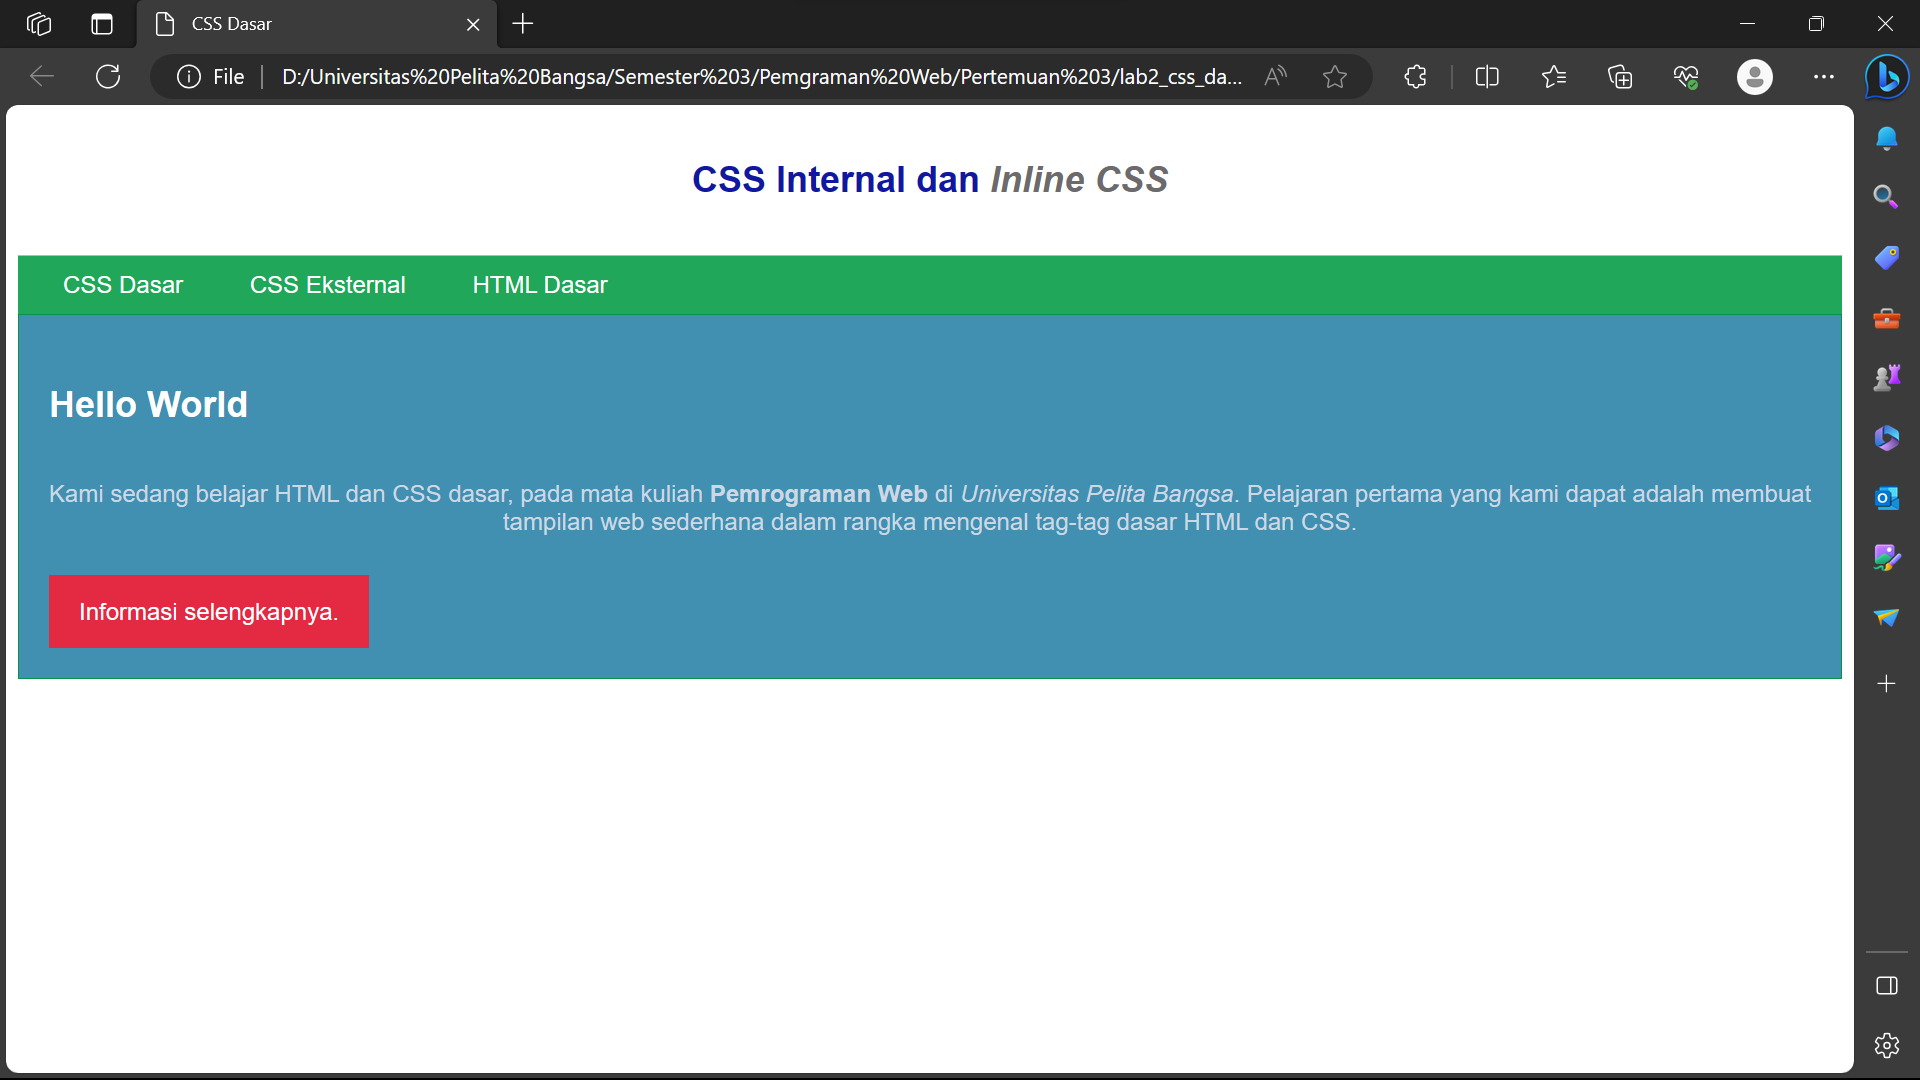 CSS Dasar
File
D:/Universitas%20Pelita%20Bangsa/Semester%203/Pemgraman%20Web/Pertemuan%203/lab2_css_da...
CSS Internal dan Inline CSS
CSS Dasar CSS Eksternal HTML Dasar
Hello World
Kami sedang belajar HTML dan CSS dasar, pada mata kuliah Pemrograman Web di Universitas Pelita Bangsa. Pelajaran pertama yang kami dapat adalah membuat
tampilan web sederhana dalam rangka mengenal tag-tag dasar HTML dan CSS.
Informasi selengkapnya.